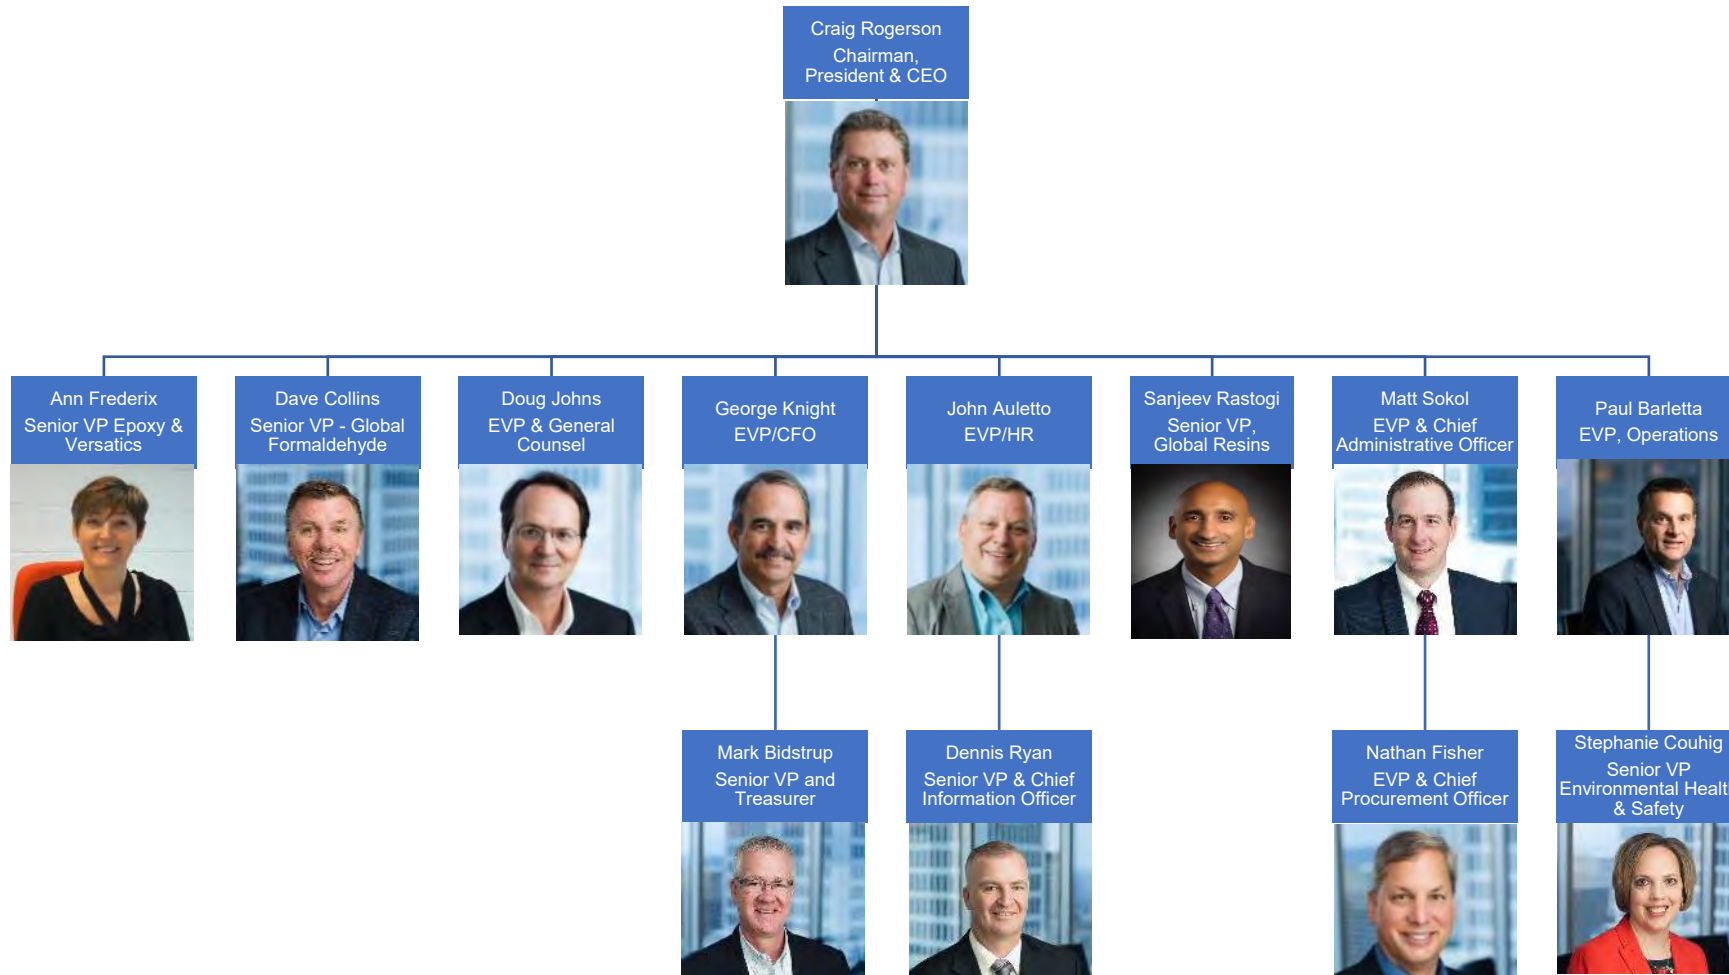 Craig Rogerson
Chairman,
President & CEO
Ann Frederix
Senior VP Epoxy &
Versatics
Dave Collins
Senior VP - Global
Formaldehyde
Doug Johns
EVP & General
Counsel
George Knight
EVP/CFO
John Auletto
EVP/HR
Sanjeev Rastogi
Senior VP,
Global Resins
Matt Sokol
EVP & Chief
Administrative Officer
Paul Barletta
EVP, Operations
Mark Bidstrup
Senior VP and
Treasurer
Dennis Ryan
Senior VP & Chief
Information Officer
Nathan Fisher
EVP & Chief
Procurement Officer
Stephanie Couhig
Senior VP
Environmental Health
& Safety